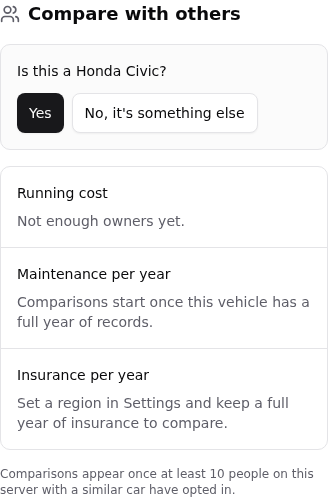 Compare with others
Is this a Honda Civic?
Yes
No, it's something else
Running cost
Not enough owners yet.
Maintenance per year
Comparisons start once this vehicle has a
full year of records.
Insurance per year
Set a region in Settings and keep a full
year of insurance to compare.
Comparisons appear once at least 10 people on this
server with a similar car have opted in.